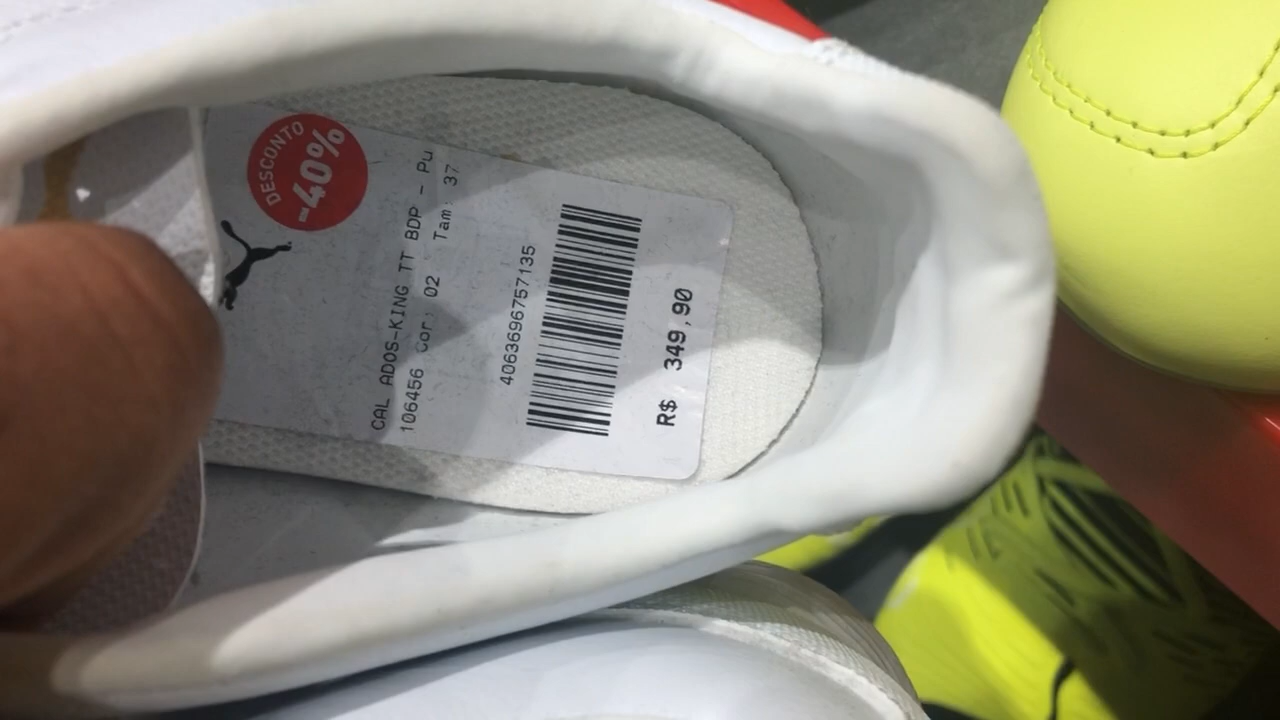 DESCONTO
-40%
CAL ADOS-KING TT BDP - Pu
106456 Cor: 02 Tam: 37
4063696757135
R$ 349,90